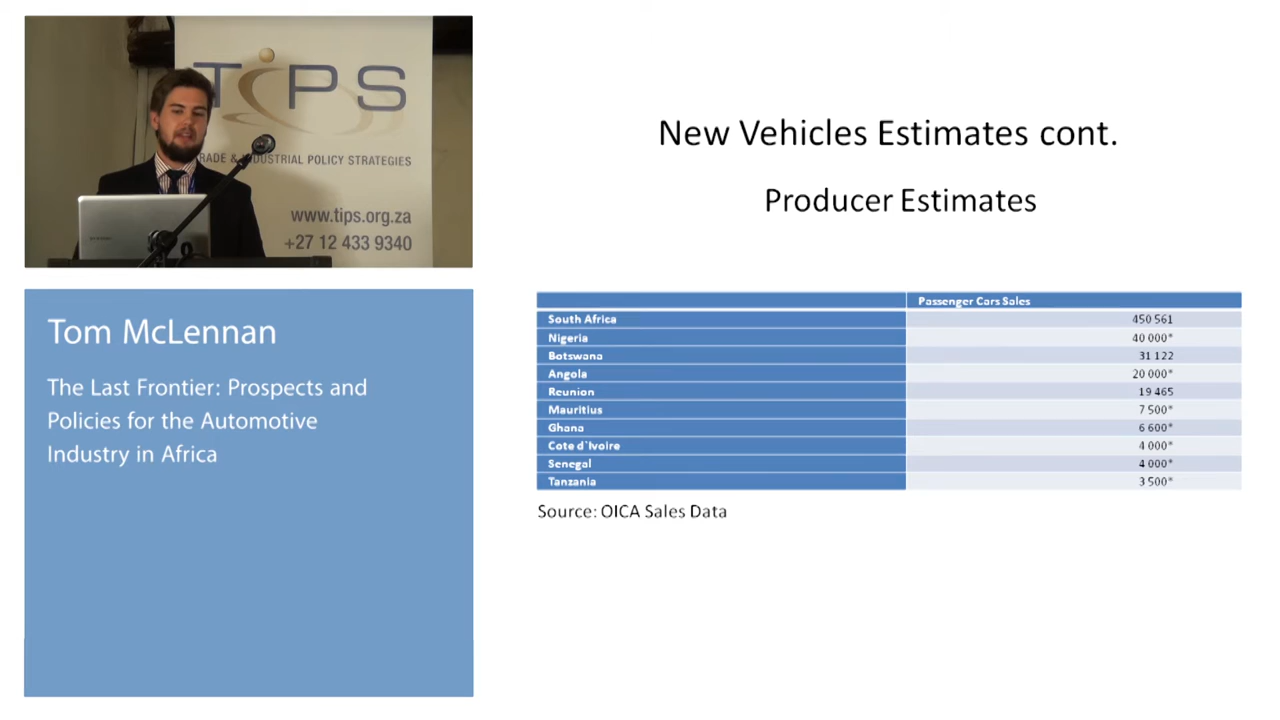 TiPS
TRADE & INDUSTRIAL POLICY STRATEGIES
www.tips.org.za
+27 12 433 9340
Tom McLennan
The Last Frontier: Prospects and
Policies for the Automotive
Industry in Africa
New Vehicles Estimates cont.
Producer Estimates
Passenger Cars Sales
South Africa 450 561
Nigeria 40 000*
Botswana 31 122
Angola 20 000*
Reunion 19 465
Mauritius 7 500*
Ghana 6 600*
Cote d`Ivoire 4 000*
Senegal 4 000*
Tanzania 3 500*
Source: OICA Sales Data